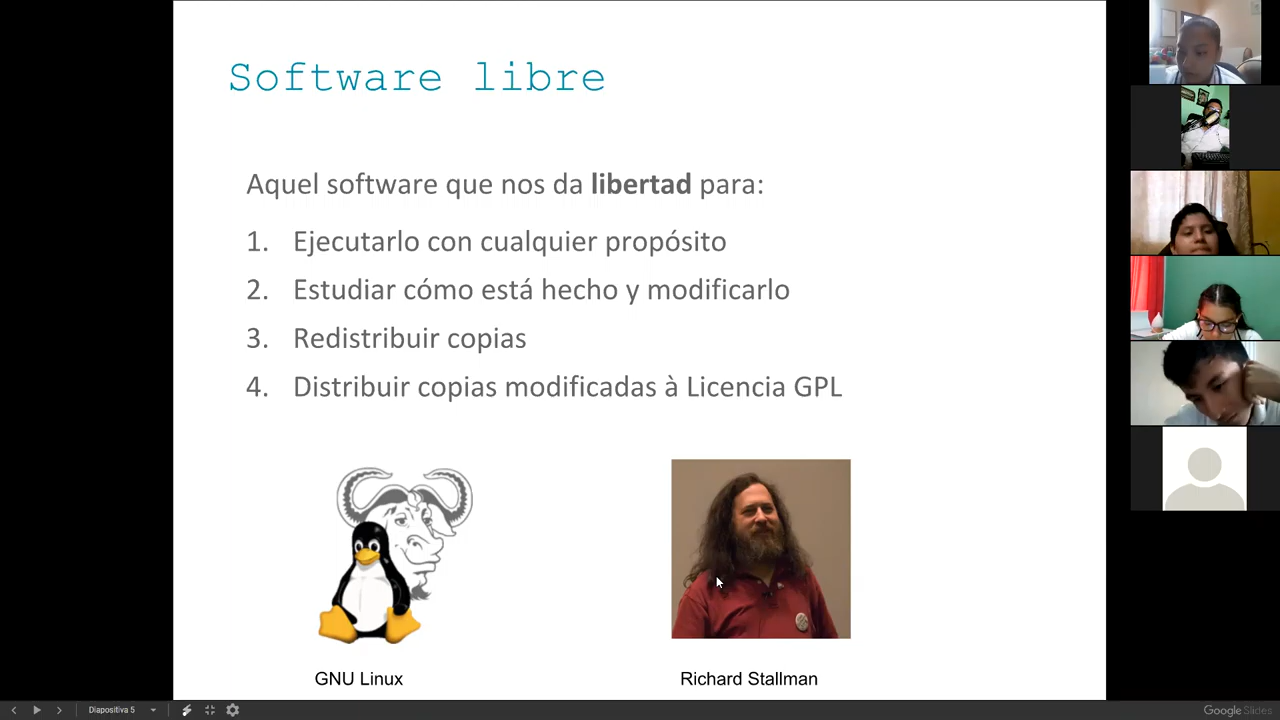 Software libre
Aquel software que nos da libertad para:
1. Ejecutarlo con cualquier propósito
2. Estudiar cómo está hecho y modificarlo
3. Redistribuir copias
4. Distribuir copias modificadas à Licencia GPL
GNU Linux
Richard Stallman
Diapositiva 5
Google Slides